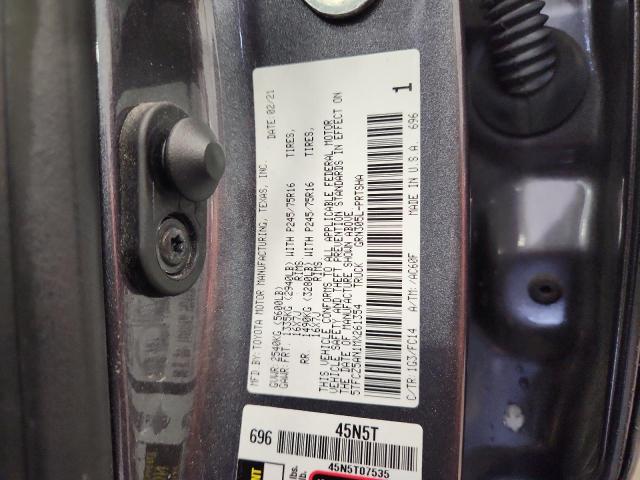 MFD.BY:TOYOTA MOTOR MANUFACTURING, TEXAS, INC. DATE 02/21
GVWR 2540KG (5600LB)
GAWR FRT. 1335KG (2940LB) WITH P245/75R16 TIRES,
16X7J RIMS
RR. 1490KG (3280LB) WITH P245/75R16 TIRES,
16X7J RIMS
THIS VEHICLE CONFORMS TO ALL APPLICABLE FEDERAL MOTOR
VEHICLE SAFETY AND THEFT PREVENTION STANDARDS IN EFFECT ON
THE DATE OF MANUFACTURE SHOWN ABOVE
TRUCK GRN305L-PRTSHA
C/TR:1G3/FC14 A/TM:-/AC60F MADE IN U.S.A. 696
1
696
45N5T
45N5T07535
lbs.
lb.